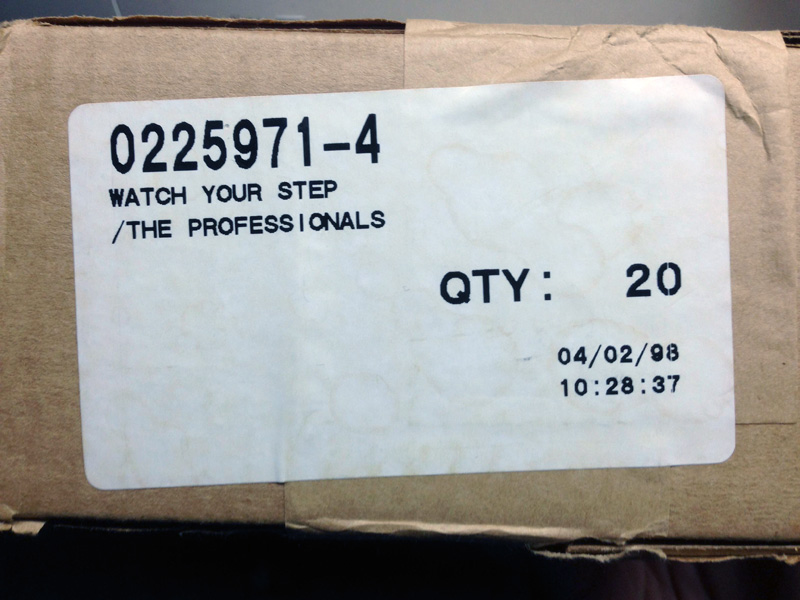 0225971-4
WATCH YOUR STEP
/THE PROFESSIONALS
QTY: 20
04/02/98
10:28:37